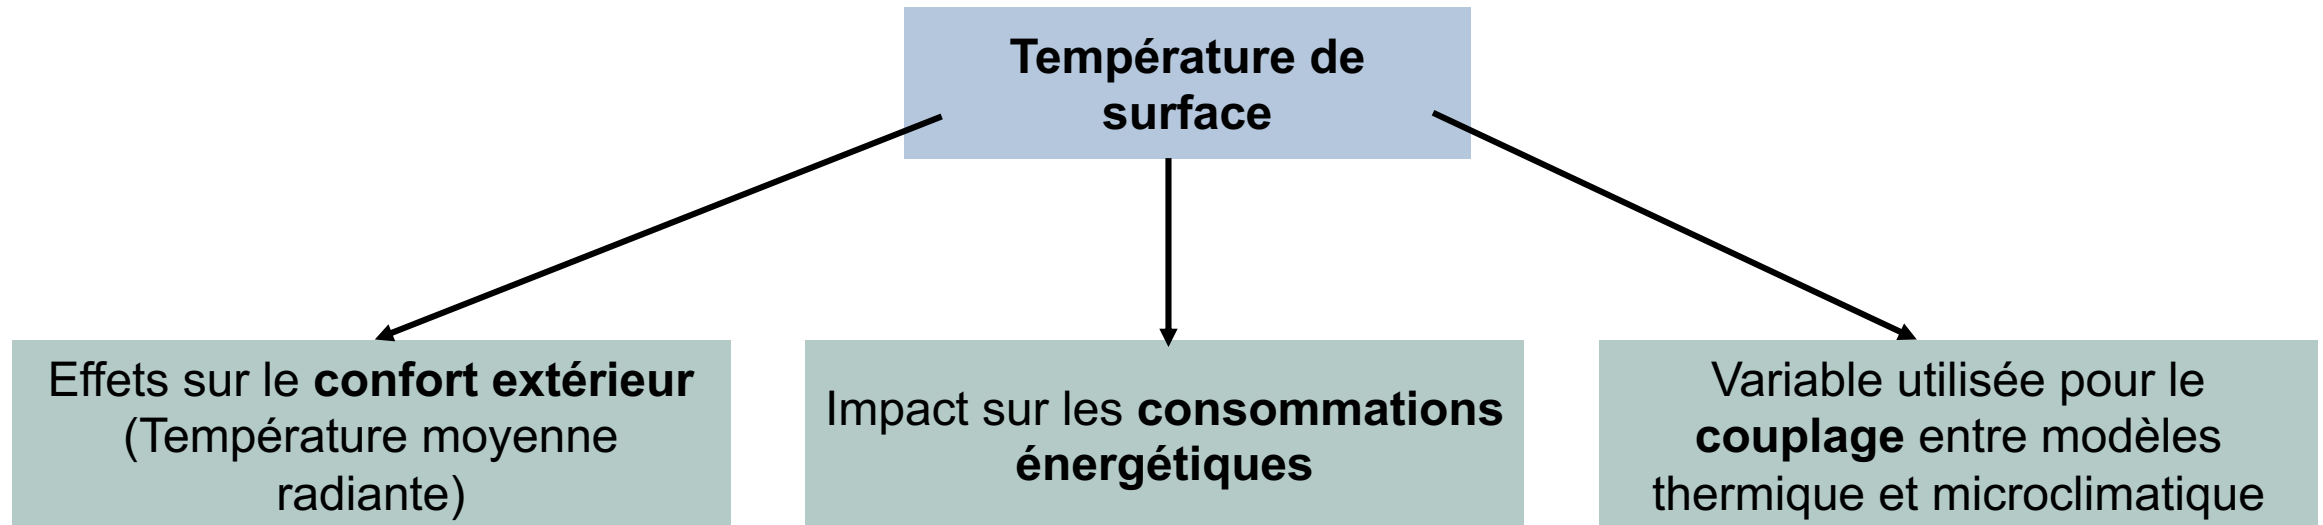 Température de
surface
Effets sur le confort extérieur
(Température moyenne
radiante)
Impact sur les consommations
énergétiques
Variable utilisée pour le
couplage entre modèles
thermique et microclimatique